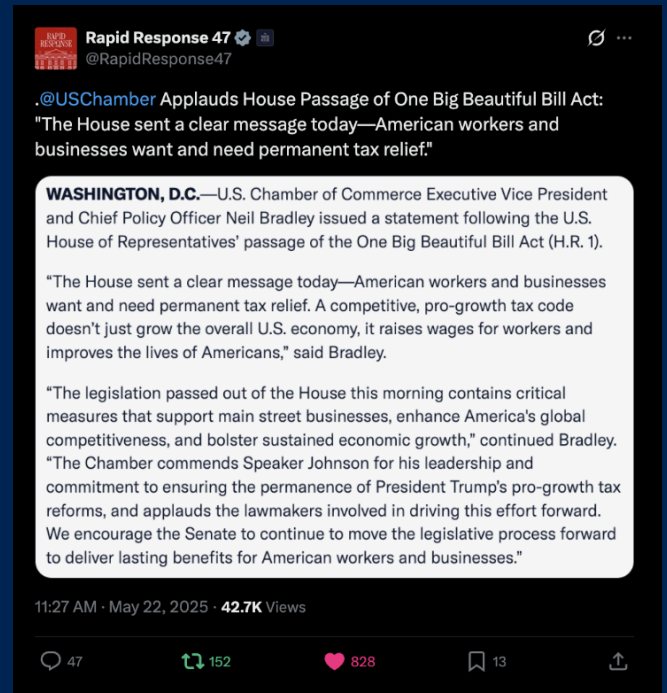 RAPID
RESPONSE
Rapid Response 47
@RapidResponse47
.@USChamber Applauds House Passage of One Big Beautiful Bill Act:
"The House sent a clear message today—American workers and
businesses want and need permanent tax relief."
WASHINGTON, D.C.—U.S. Chamber of Commerce Executive Vice President
and Chief Policy Officer Neil Bradley issued a statement following the U.S.
House of Representatives’ passage of the One Big Beautiful Bill Act (H.R. 1).
“The House sent a clear message today—American workers and businesses
want and need permanent tax relief. A competitive, pro-growth tax code
doesn't just grow the overall U.S. economy, it raises wages for workers and
improves the lives of Americans,” said Bradley.
“The legislation passed out of the House this morning contains critical
measures that support main street businesses, enhance America's global
competitiveness, and bolster sustained economic growth,” continued Bradley.
“The Chamber commends Speaker Johnson for his leadership and
commitment to ensuring the permanence of President Trump's pro-growth tax
reforms, and applauds the lawmakers involved in driving this effort forward.
We encourage the Senate to continue to move the legislative process forward
to deliver lasting benefits for American workers and businesses.”
11:27 AM · May 22, 2025 · 42.7K Views
47 152 828 13